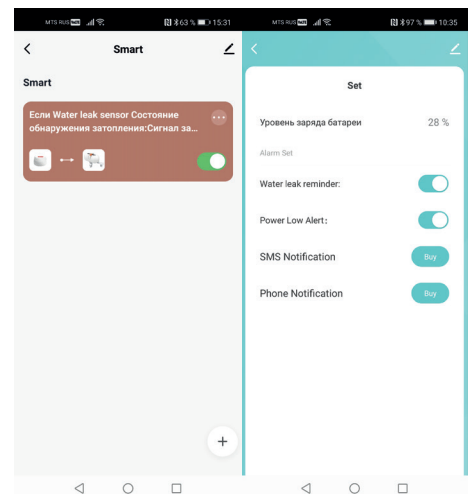 MTS RUS 63 % 15:31
Smart
Smart
Если Water leak sensor Состояние
обнаружения затопления:Сигнал за...
MTS RUS 97 % 10:35
Set
Уровень заряда батареи 28 %
Alarm Set
Water leak reminder:
Power Low Alert:
SMS Notification Buy
Phone Notification Buy